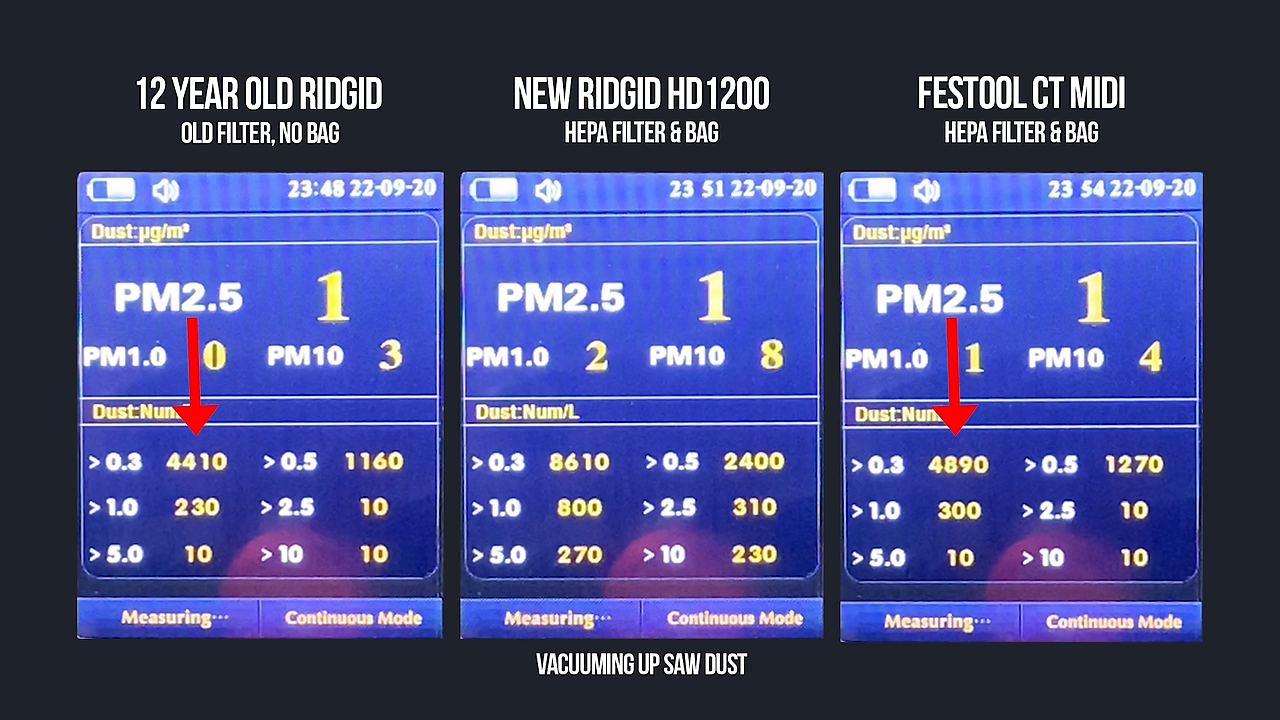 12 YEAR OLD RIDGID
OLD FILTER, NO BAG
23:48 22-09-20
Dust:µg/m³
PM2.5 1
PM1.0 0 PM10 3
Dust:Num
> 0.3 4410 > 0.5 1160
> 1.0 230 > 2.5 10
> 5.0 10 > 10 10
Measuring··· Continuous Mode
NEW RIDGID HD1200
HEPA FILTER & BAG
23 51 22-09-20
Dust:µg/m³
PM2.5 1
PM1.0 2 PM10 8
Dust:Num/L
> 0.3 8610 > 0.5 2400
> 1.0 800 > 2.5 310
> 5.0 270 > 10 230
Measuring··· Continuous Mode
FESTOOL CT MIDI
HEPA FILTER & BAG
23 54 22-09-20
Dust:µg/m³
PM2.5 1
PM1.0 1 PM10 4
Dust:Num
> 0.3 4890 > 0.5 1270
> 1.0 300 > 2.5 10
> 5.0 10 > 10 10
Measuring··· Continuous Mode
VACUUMING UP SAW DUST